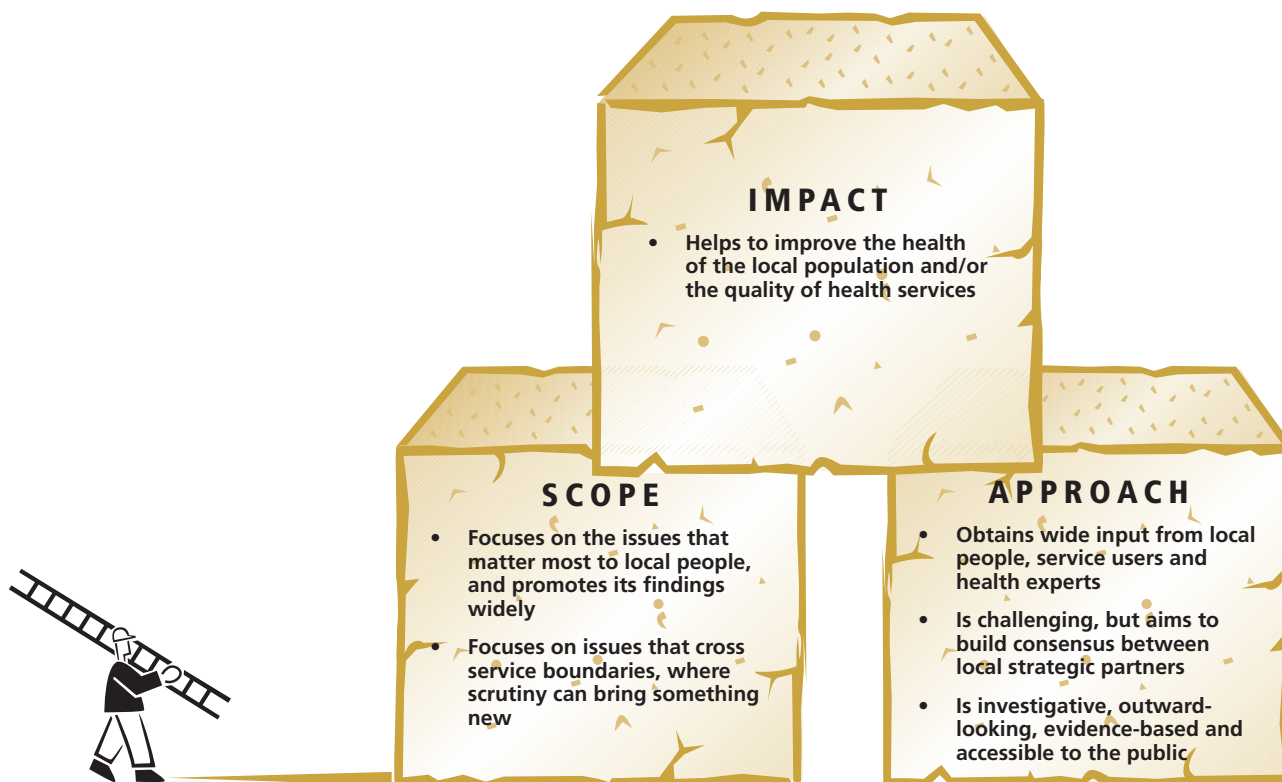 IMPACT
• Helps to improve the health
of the local population and/or
the quality of health services
SCOPE
• Focuses on the issues that
matter most to local people,
and promotes its findings
widely
• Focuses on issues that cross
service boundaries, where
scrutiny can bring something
new
APPROACH
• Obtains wide input from local
people, service users and
health experts
• Is challenging, but aims to
build consensus between
local strategic partners
• Is investigative, outward-
looking, evidence-based and
accessible to the public